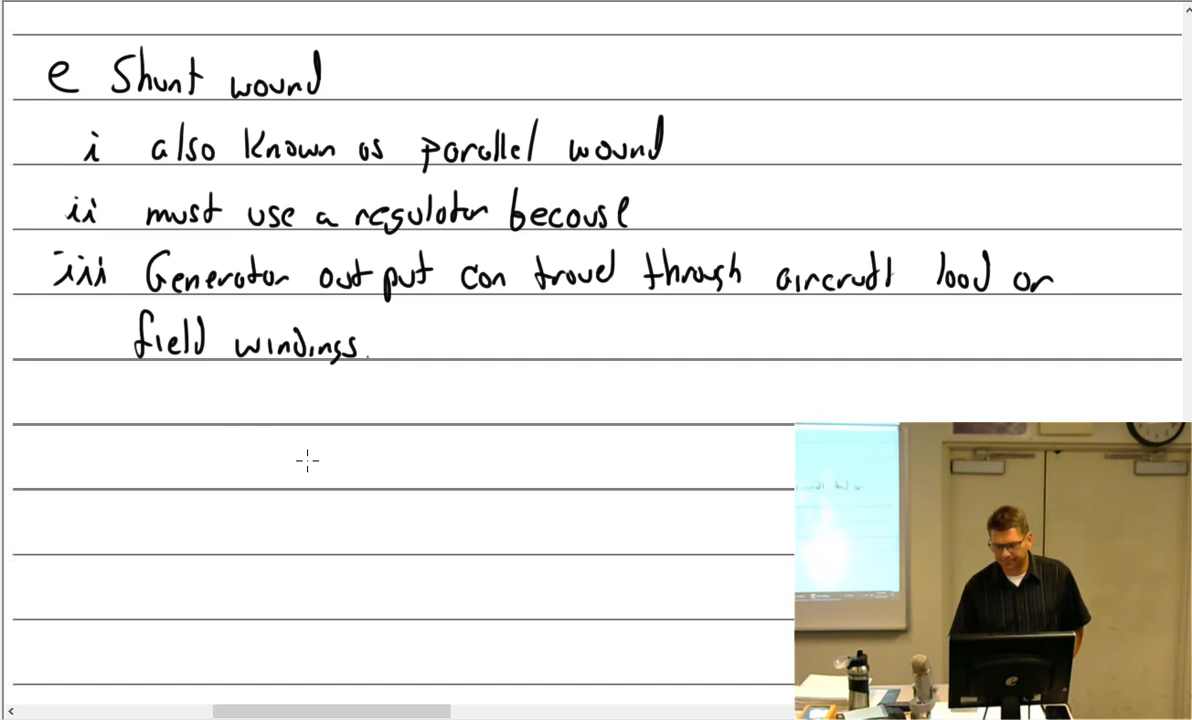 e Shunt wound
i also known as parallel wound
ii must use a regulator because
iii Generator output can travel through aircraft load or
field windings.